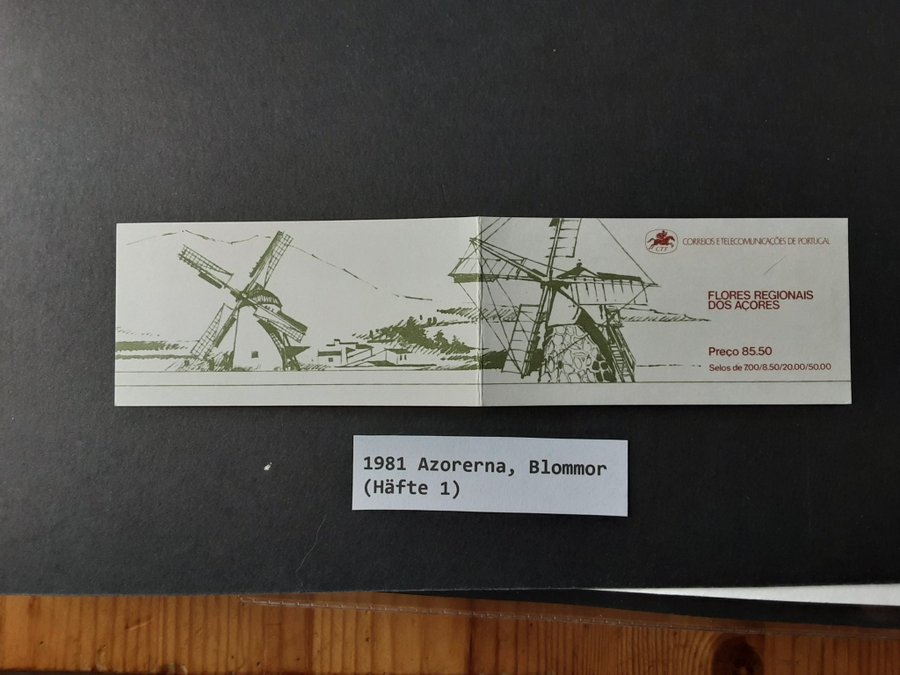 CTT
CORREIOS E TELECOMUNICAÇÕES DE PORTUGAL
FLORES REGIONAIS
DOS AÇORES
Preço 85.50
Selos de 7.00/8.50/20.00/50.00
1981 Azorerna, Blommor
(Häfte 1)